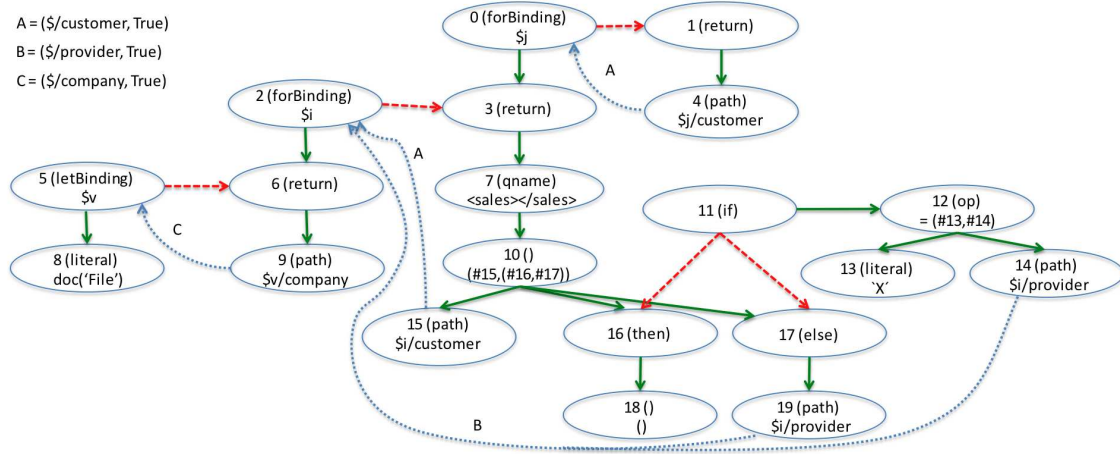 A = ($/customer, True)
B = ($/provider, True)
C = ($/company, True)
0 (forBinding)
$j
1 (return)
A
2 (forBinding)
$i
3 (return)
4 (path)
$j/customer
A
5 (letBinding)
$v
6 (return)
7 (qname)
<sales></sales>
11 (if)
12 (op)
= (#13,#14)
C
8 (literal)
doc(‘File’)
9 (path)
$v/company
10 ()
(#15,(#16,#17))
13 (literal)
`X´
14 (path)
$i/provider
15 (path)
$i/customer
16 (then)
17 (else)
B
18 ()
()
19 (path)
$i/provider